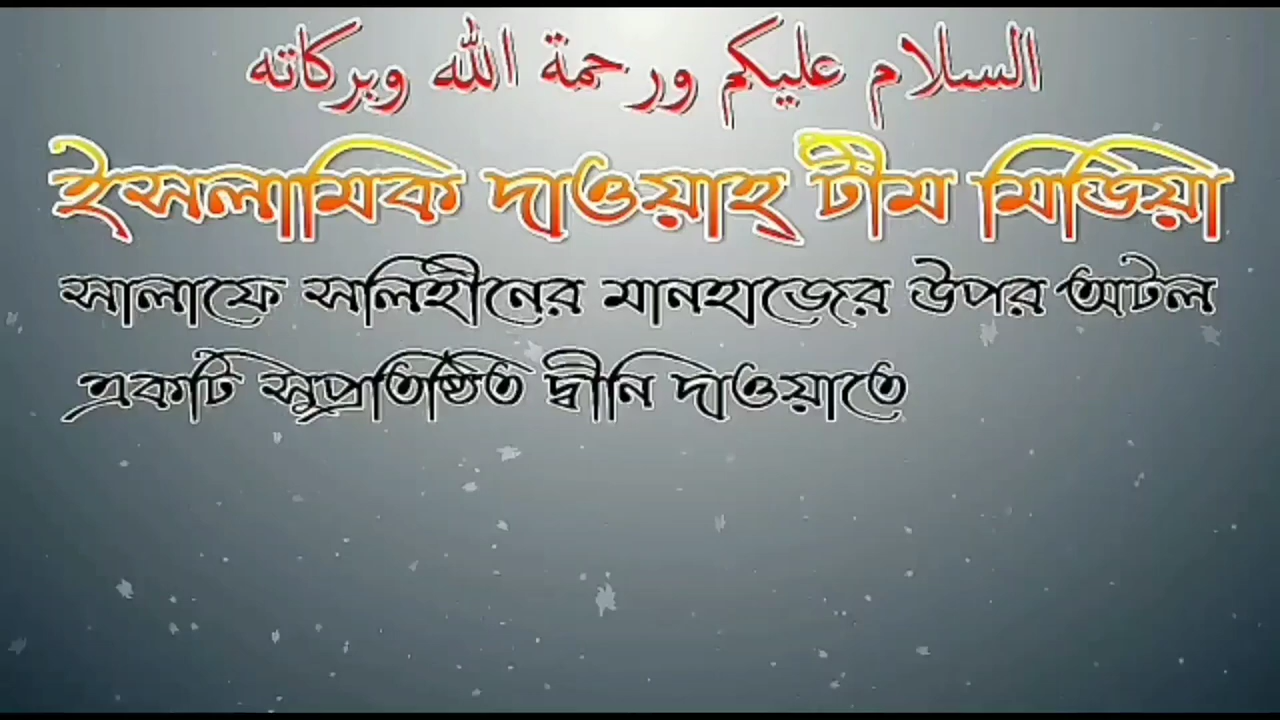 السلام عليكم ورحمة الله وبركاته
ইসলামিক দাওয়াহ্ টীম মিডিয়া
সালাফে সলিহীনের মানহাজের উপর অটল
একটি সুপ্রতিষ্ঠিত দ্বীনি দাওয়াতে